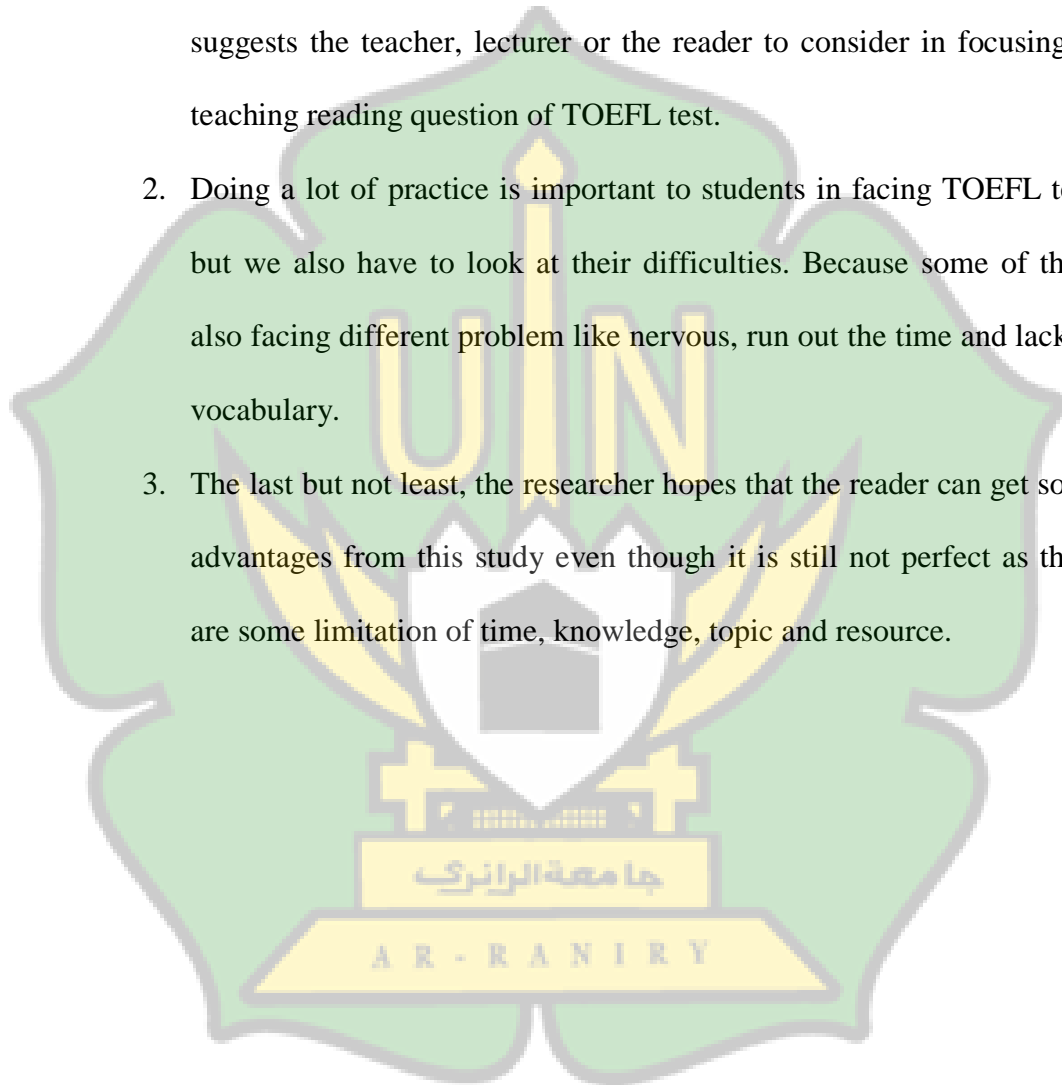 suggests the teacher, lecturer or the reader to consider in focusing
teaching reading question of TOEFL test.
2. Doing a lot of practice is important to students in facing TOEFL t
but we also have to look at their difficulties. Because some of th
also facing different problem like nervous, run out the time and lack
vocabulary.
3. The last but not least, the researcher hopes that the reader can get so
advantages from this study even though it is still not perfect as th
are some limitation of time, knowledge, topic and resource.
UIN
جامعة الرانري
AR-RANIRY